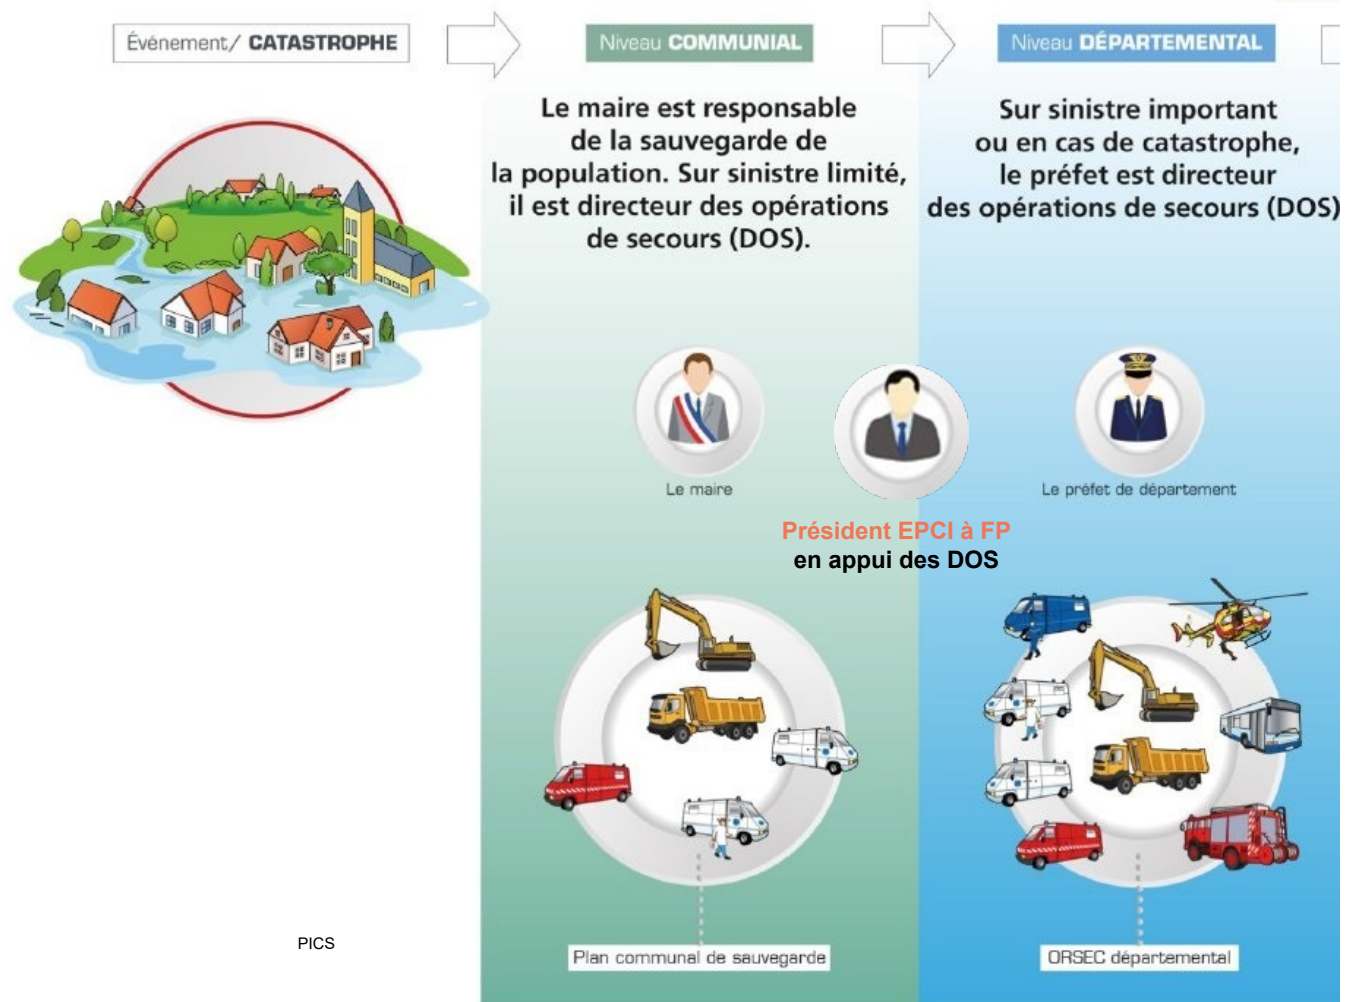 Événement/ CATASTROPHE
Niveau COMMUNIAL
Niveau DÉPARTEMENTAL
Le maire est responsable
de la sauvegarde de
la population. Sur sinistre limité,
il est directeur des opérations
de secours (DOS).
Sur sinistre important
ou en cas de catastrophe,
le préfet est directeur
des opérations de secours (DOS)
Le maire
Le préfet de département
Président EPCI à FP
en appui des DOS
PICS
Plan communal de sauvegarde
ORSEC départemental